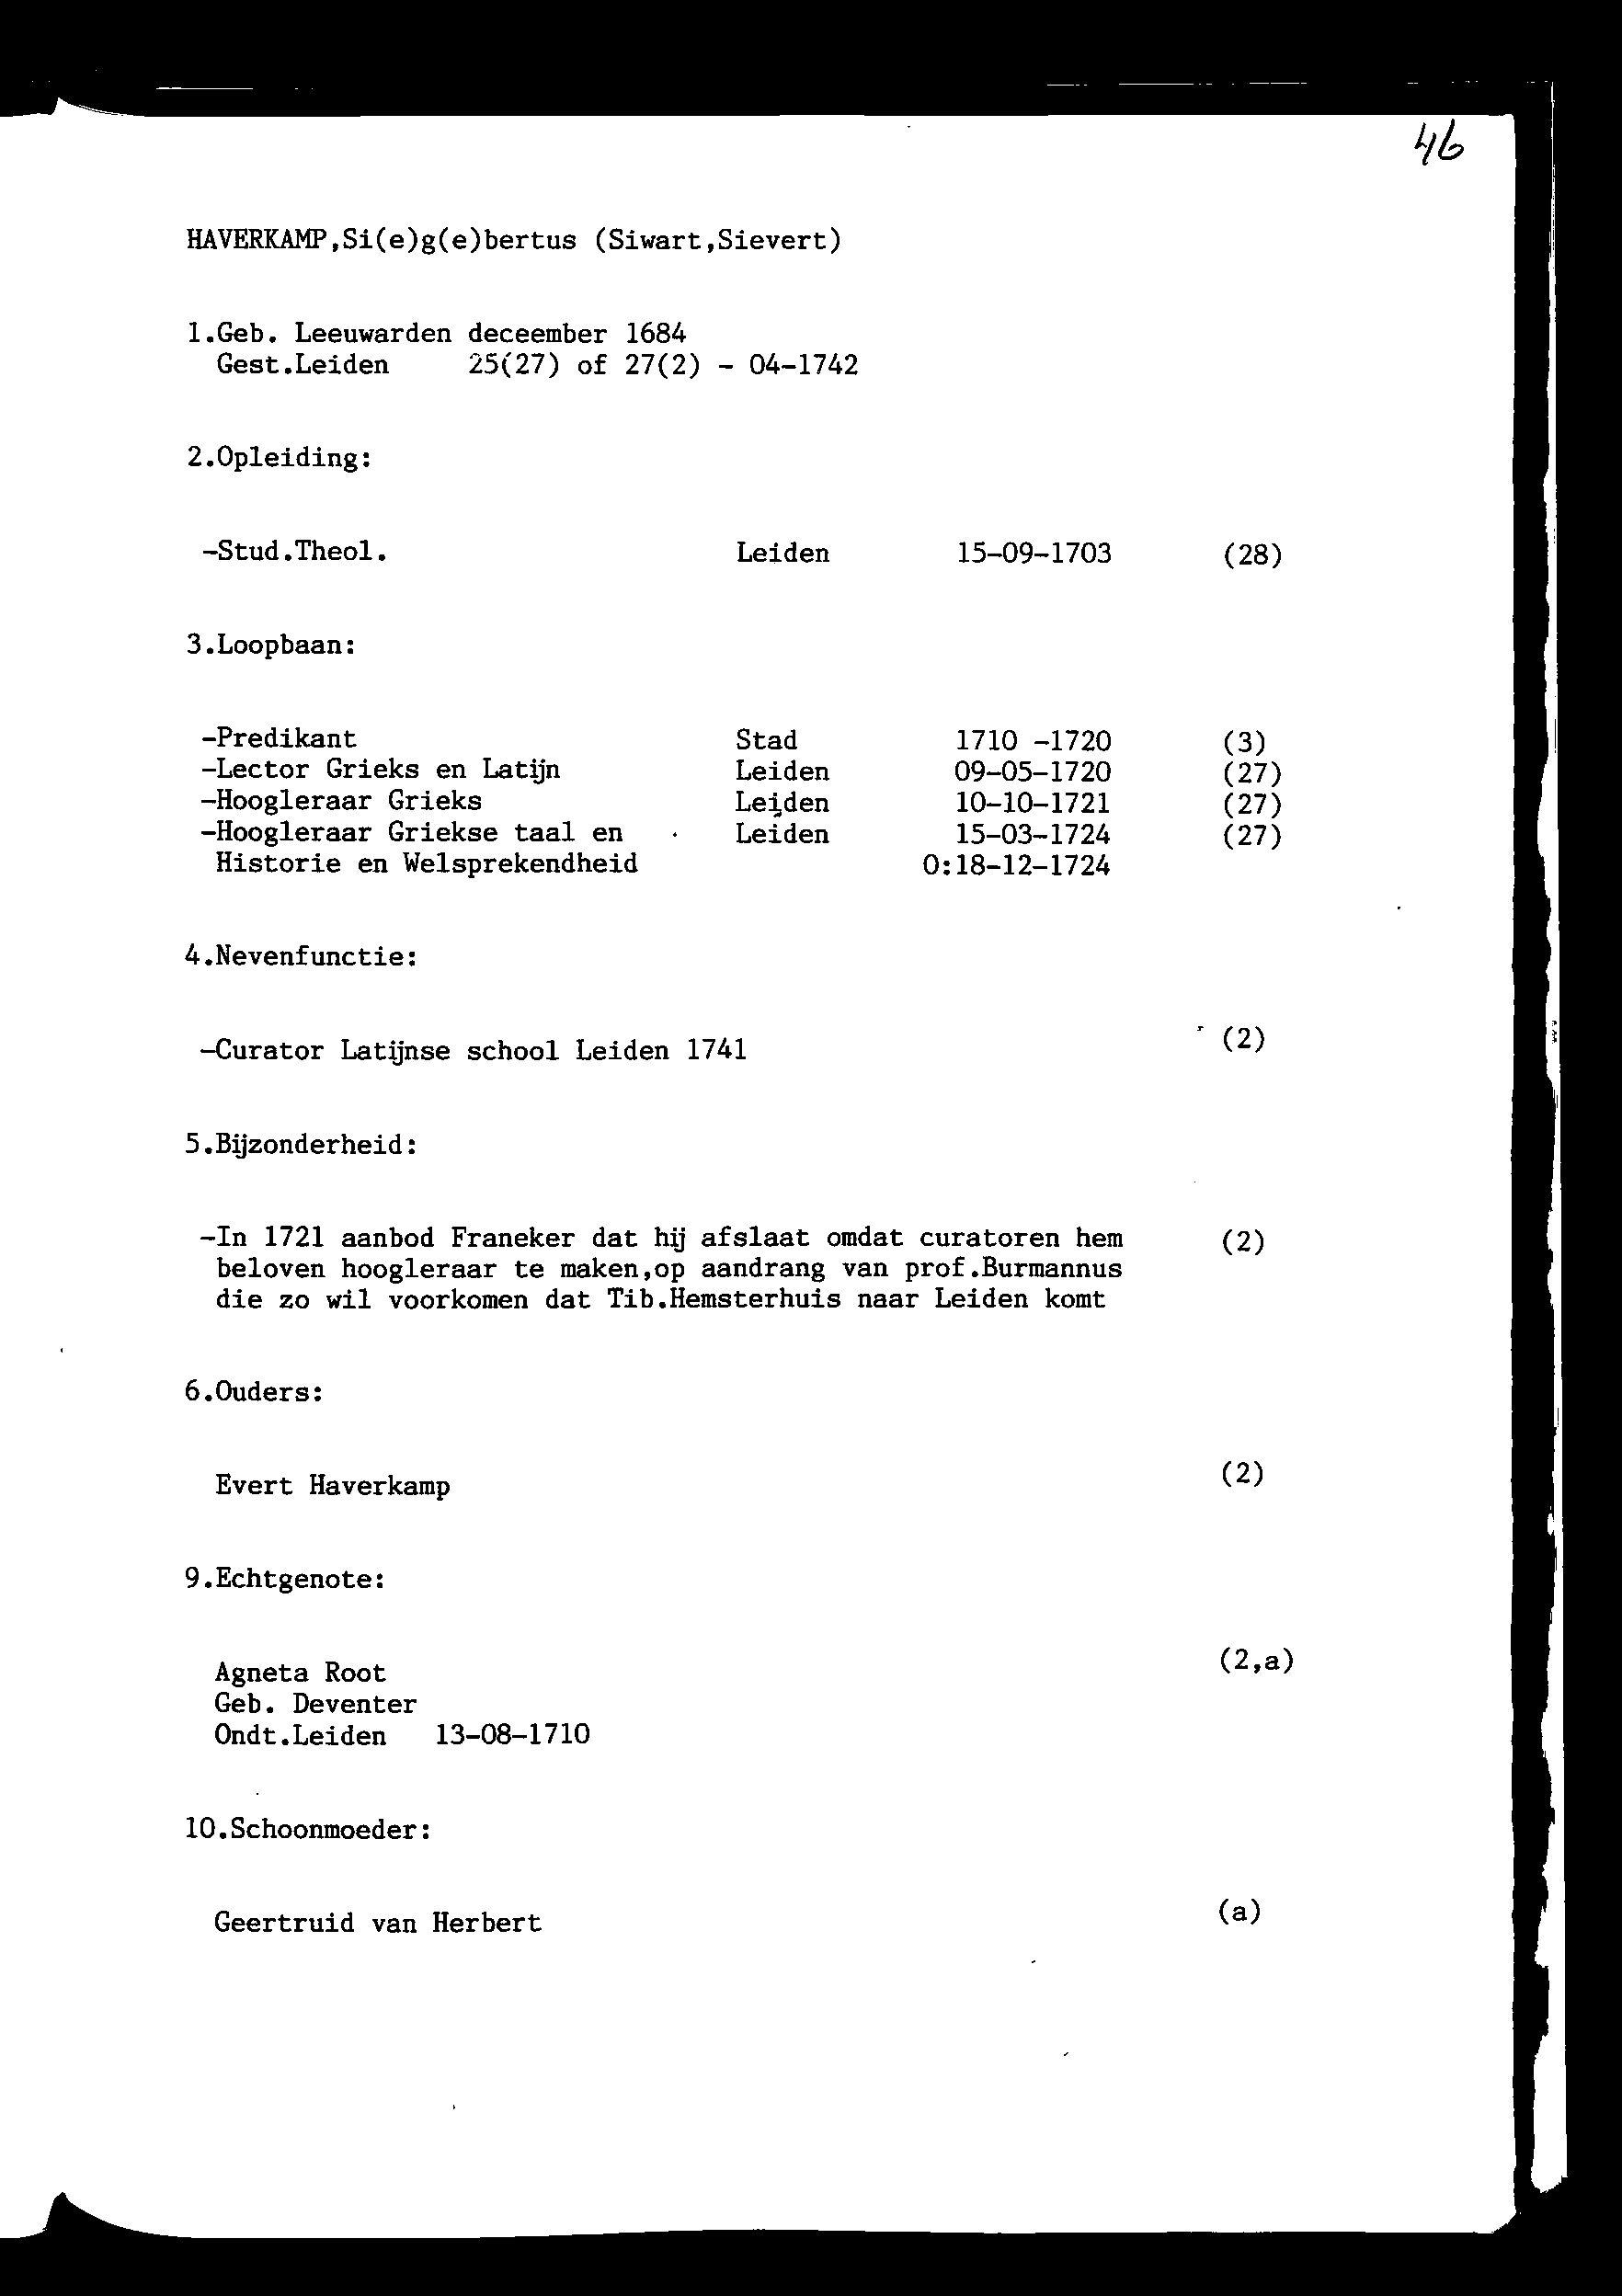 46
HAVERKAMP,Si(e)g(e)bertus (Siwart,Sievert)
1.Geb. Leeuwarden deceember 1684
Gest.Leiden 25(27) of 27(2) - 04-1742
2.Opleiding:
-Stud.Theol. Leiden 15-09-1703 (28)
3.Loopbaan:
-Predikant Stad 1710 -1720 (3)
-Lector Grieks en Latijn Leiden 09-05-1720 (27)
-Hoogleraar Grieks Leiden 10-10-1721 (27)
-Hoogleraar Griekse taal en Leiden 15-03-1724 (27)
Historie en Welsprekendheid O:18-12-1724
4.Nevenfunctie:
-Curator Latijnse school Leiden 1741 (2)
5.Bijzonderheid:
-In 1721 aanbod Franeker dat hij afslaat omdat curatoren hem (2)
beloven hoogleraar te maken,op aandrang van prof.Burmannus
die zo wil voorkomen dat Tib.Hemsterhuis naar Leiden komt
6.Ouders:
Evert Haverkamp (2)
9.Echtgenote:
Agneta Root (2,a)
Geb. Deventer
Ondt.Leiden 13-08-1710
10.Schoonmoeder:
Geertruid van Herbert (a)